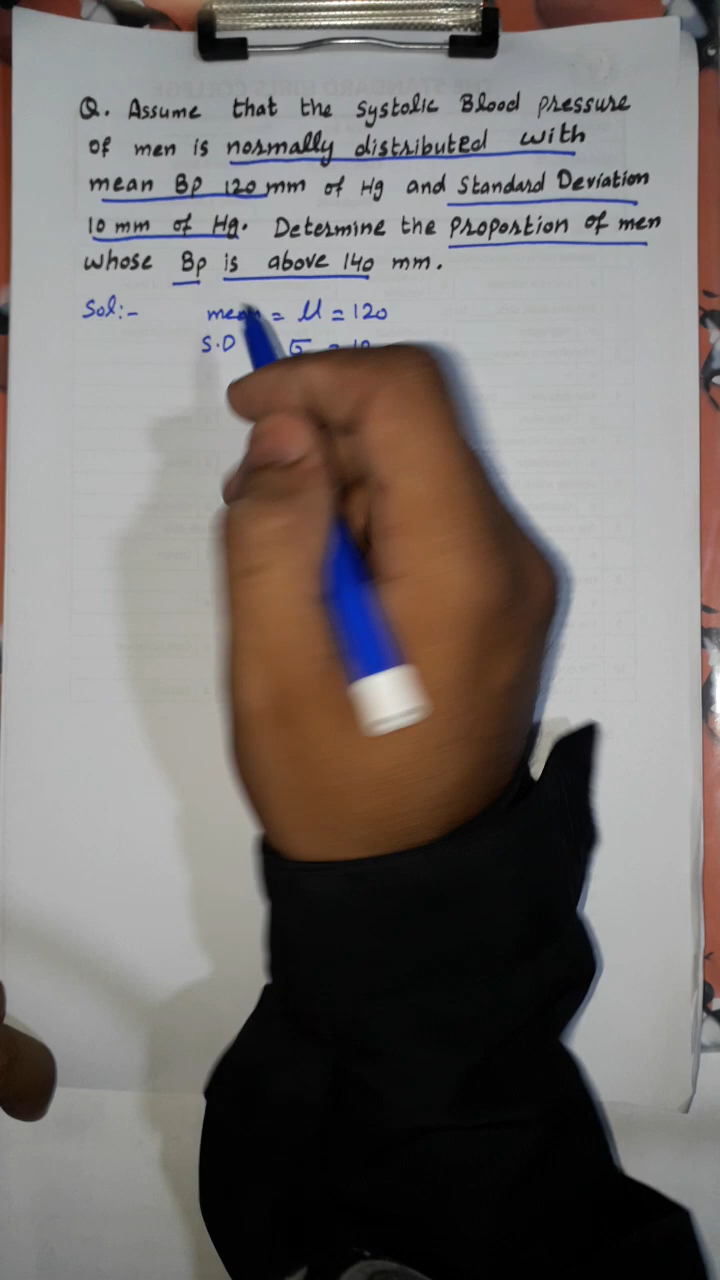 Q. Assume that the systolic Blood pressure
of men is normally distributed with
mean Bp 120 mm of Hg and Standard Deviation
10 mm of Hg. Determine the proportion of men
whose Bp is above 140 mm.
Sol:- mean = μ = 120
S.D σ = 10